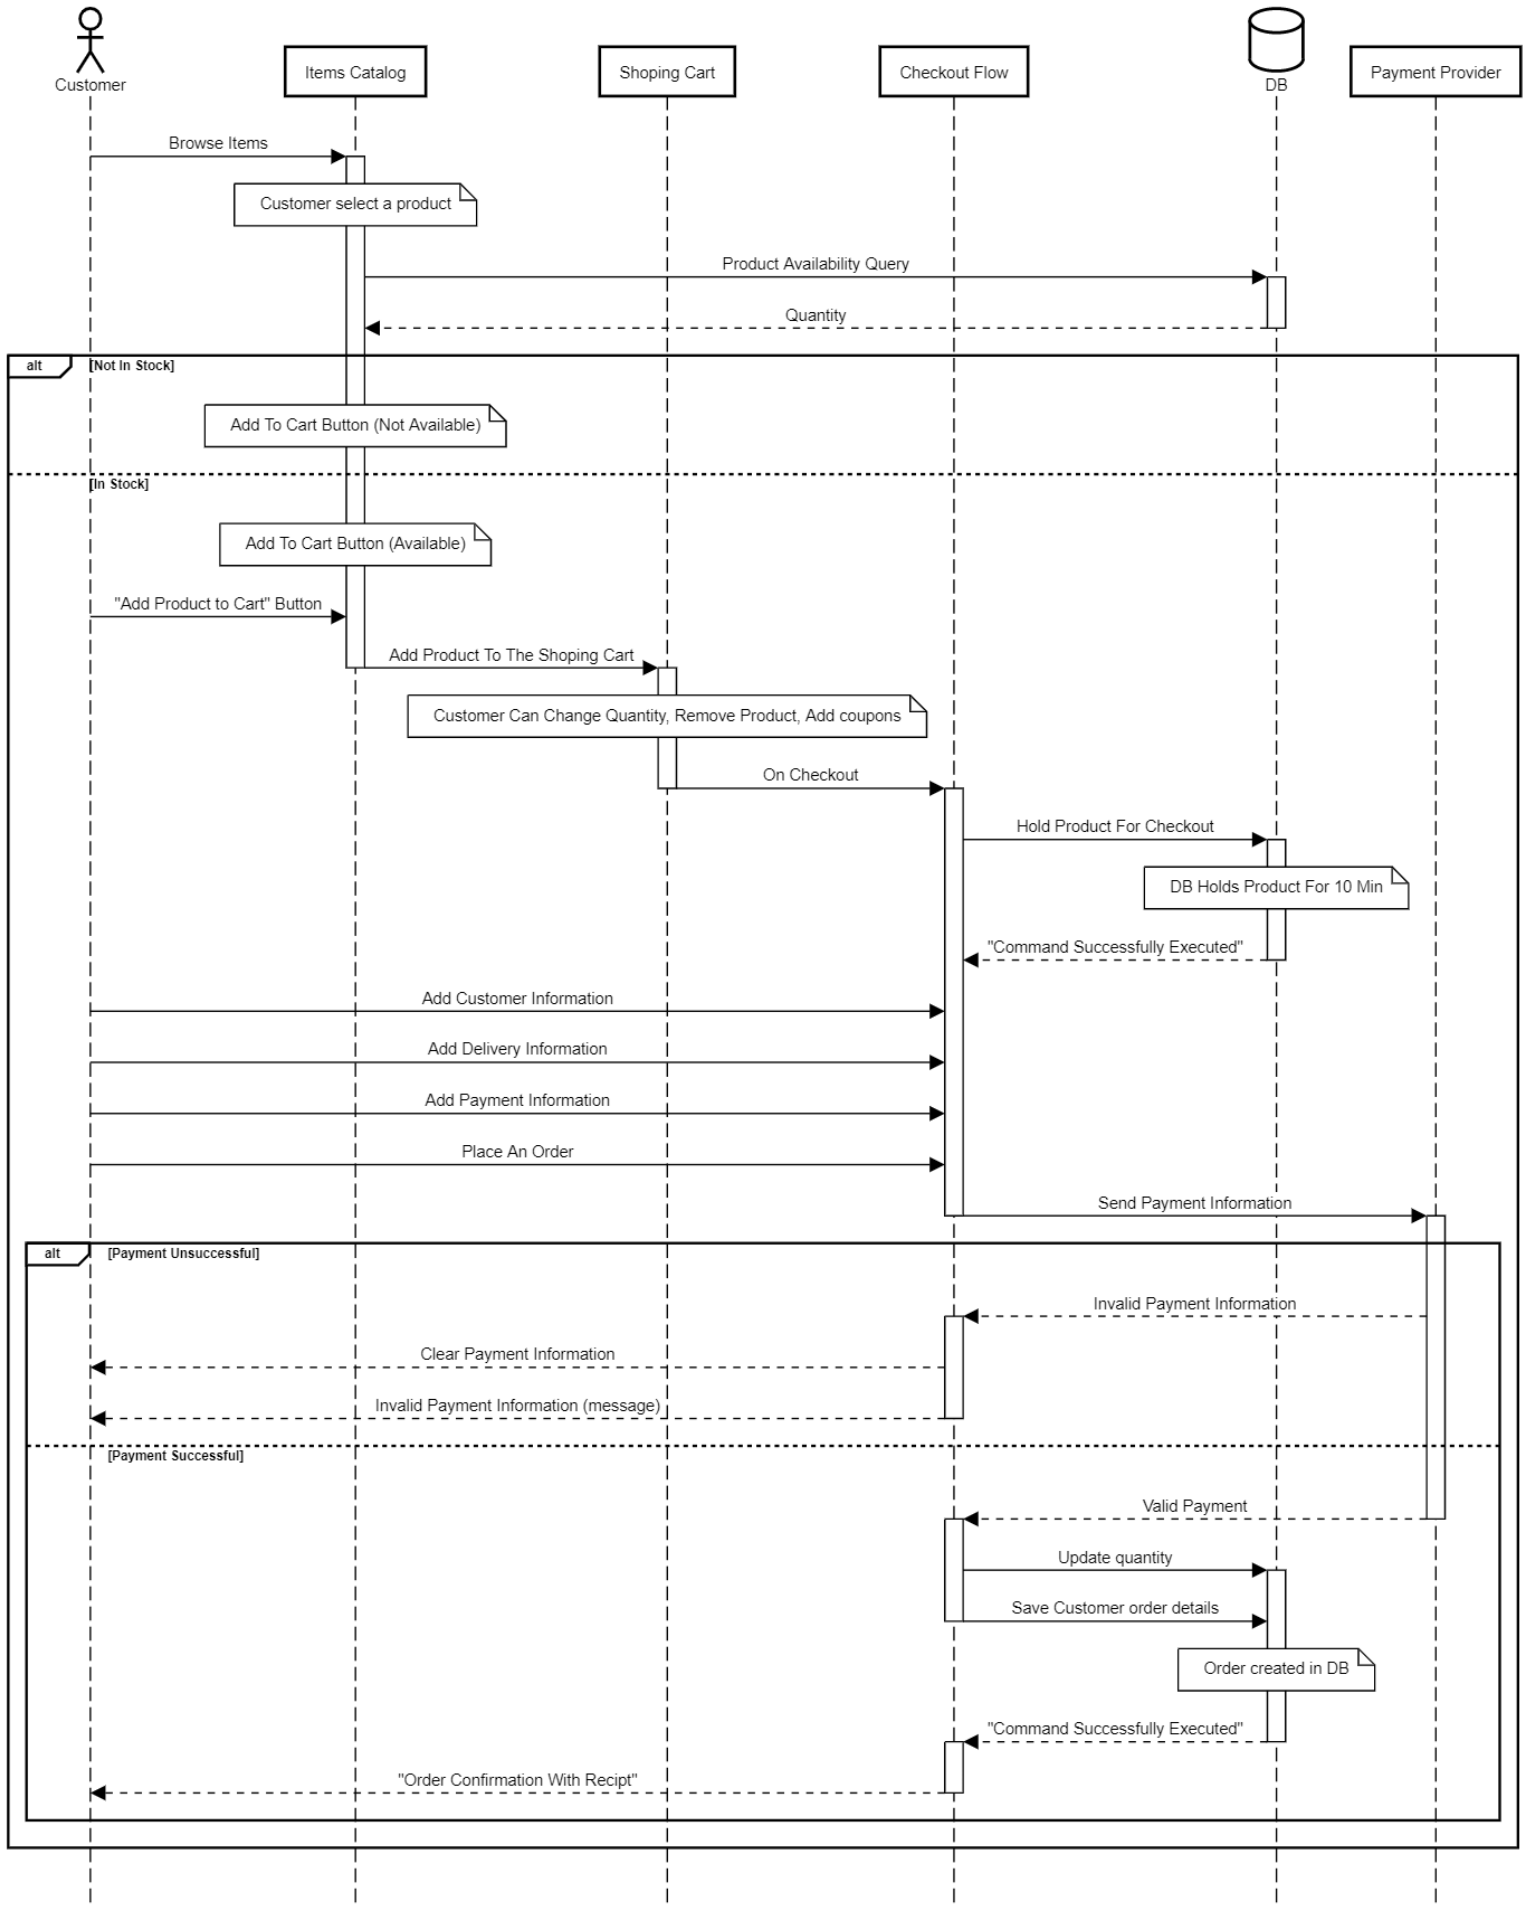 Customer
Items Catalog
Shoping Cart
Checkout Flow
DB
Payment Provider
Browse Items
Customer select a product
Product Availability Query
Quantity
alt
[Not In Stock]
Add To Cart Button (Not Available)
[In Stock]
Add To Cart Button (Available)
"Add Product to Cart" Button
Add Product To The Shoping Cart
Customer Can Change Quantity, Remove Product, Add coupons
On Checkout
Hold Product For Checkout
DB Holds Product For 10 Min
"Command Successfully Executed"
Add Customer Information
Add Delivery Information
Add Payment Information
Place An Order
Send Payment Information
alt
[Payment Unsuccessful]
Invalid Payment Information
Clear Payment Information
Invalid Payment Information (message)
[Payment Successful]
Valid Payment
Update quantity
Save Customer order details
Order created in DB
"Command Successfully Executed"
"Order Confirmation With Recipt"